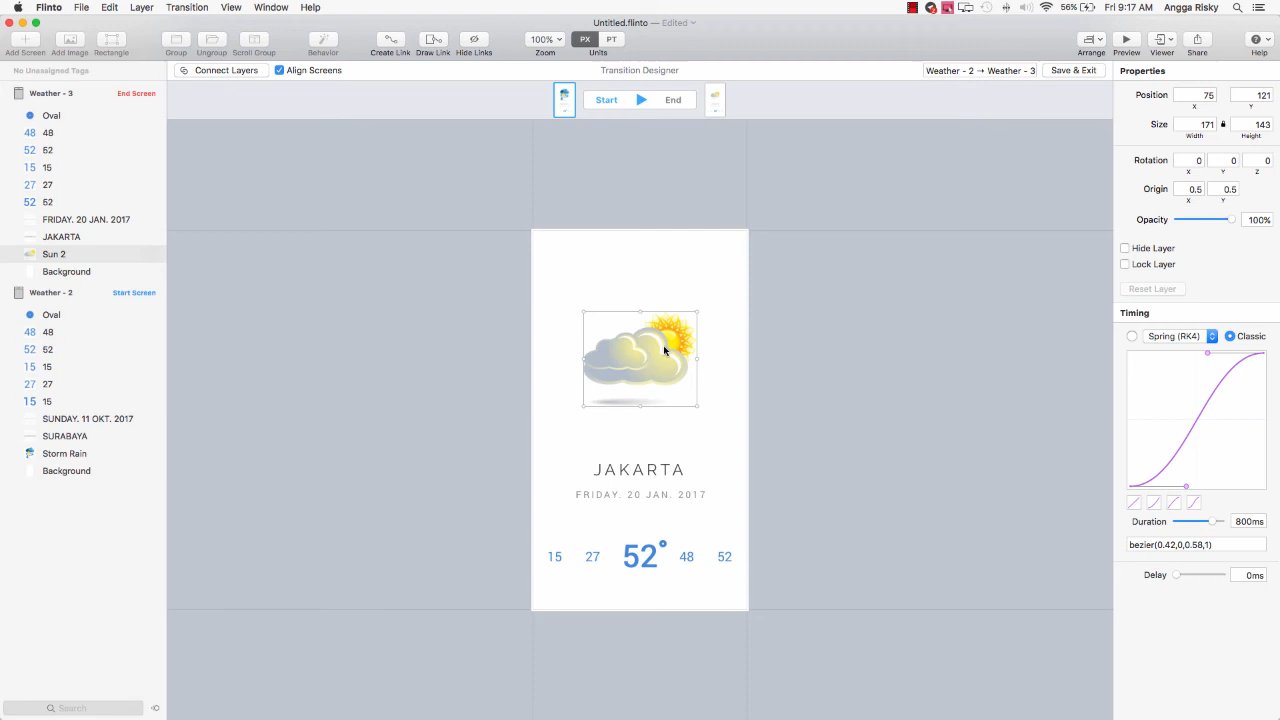 Flinto File Edit Layer Transition View Window Help 56% Fri 9:17 AM Angga Risky
Untitled.flinto — Edited
100% PX PT
Add Screen Add Image Rectangle Group Ungroup Scroll Group Behavior Create Link Draw Link Hide Links Zoom Units Arrange Preview Viewer Share Help
No Unassigned Tags Connect Layers Align Screens Transition Designer Weather - 2 → Weather - 3 Save & Exit Properties
Weather - 3 End Screen
Oval
48 48
52 52
15 15
27 27
52 52
FRIDAY. 20 JAN. 2017
JAKARTA
Sun 2
Background
Weather - 2 Start Screen
Oval
48 48
52 52
15 15
27 27
15 15
SUNDAY. 11 OKT. 2017
SURABAYA
Storm Rain
Background
Search
Start End
JAKARTA
FRIDAY. 20 JAN. 2017
15 27 52° 48 52
Position 75 121
X Y
Size 171 143
Width Height
Rotation 0 0 0
X Y Z
Origin 0.5 0.5
X Y
Opacity 100%
Hide Layer
Lock Layer
Reset Layer
Timing
Spring (RK4) Classic
Duration 800ms
bezier(0.42,0,0.58,1)
Delay 0ms